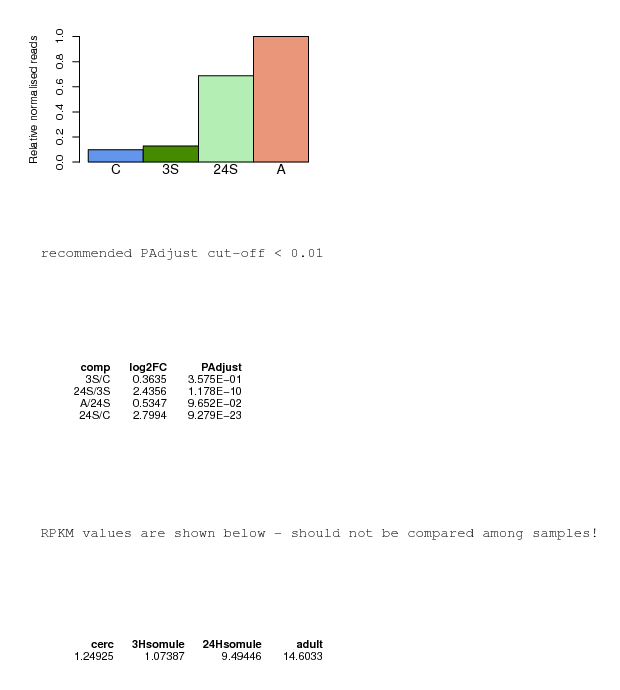 Relative normalised reads
1.0
0.8
0.6
0.4
0.2
0.0
C 3S 24S A
recommended PAdjust cut-off < 0.01
comp log2FC PAdjust
3S/C 0.3635 3.575E-01
24S/3S 2.4356 1.178E-10
A/24S 0.5347 9.652E-02
24S/C 2.7994 9.279E-23
RPKM values are shown below - should not be compared among samples!
cerc 3Hsomule 24Hsomule adult
1.24925 1.07387 9.49446 14.6033